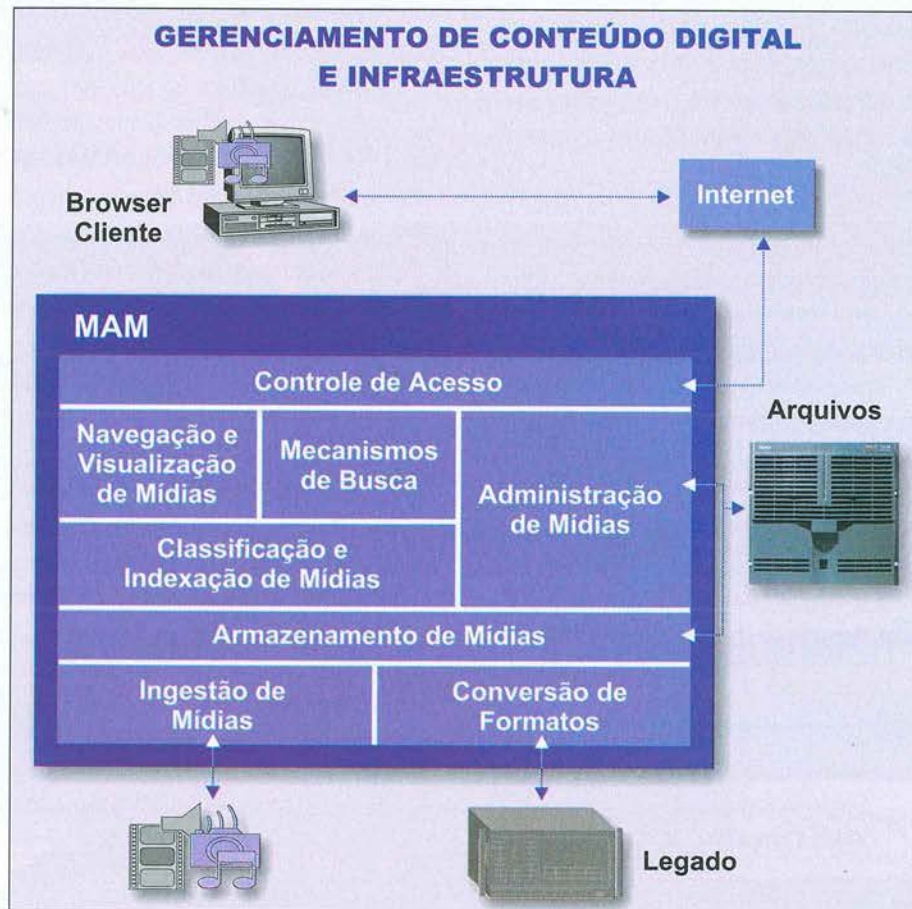 GERENCIAMENTO DE CONTEÚDO DIGITAL
E INFRAESTRUTURA
Browser
Cliente
Internet
MAM
Controle de Acesso
Arquivos
Navegação e
Visualização
de Mídias
Mecanismos
de Busca
Administração
de Mídias
Classificação e
Indexação de Mídias
Armazenamento de Mídias
Ingestão de
Mídias
Conversão de
Formatos
Legado